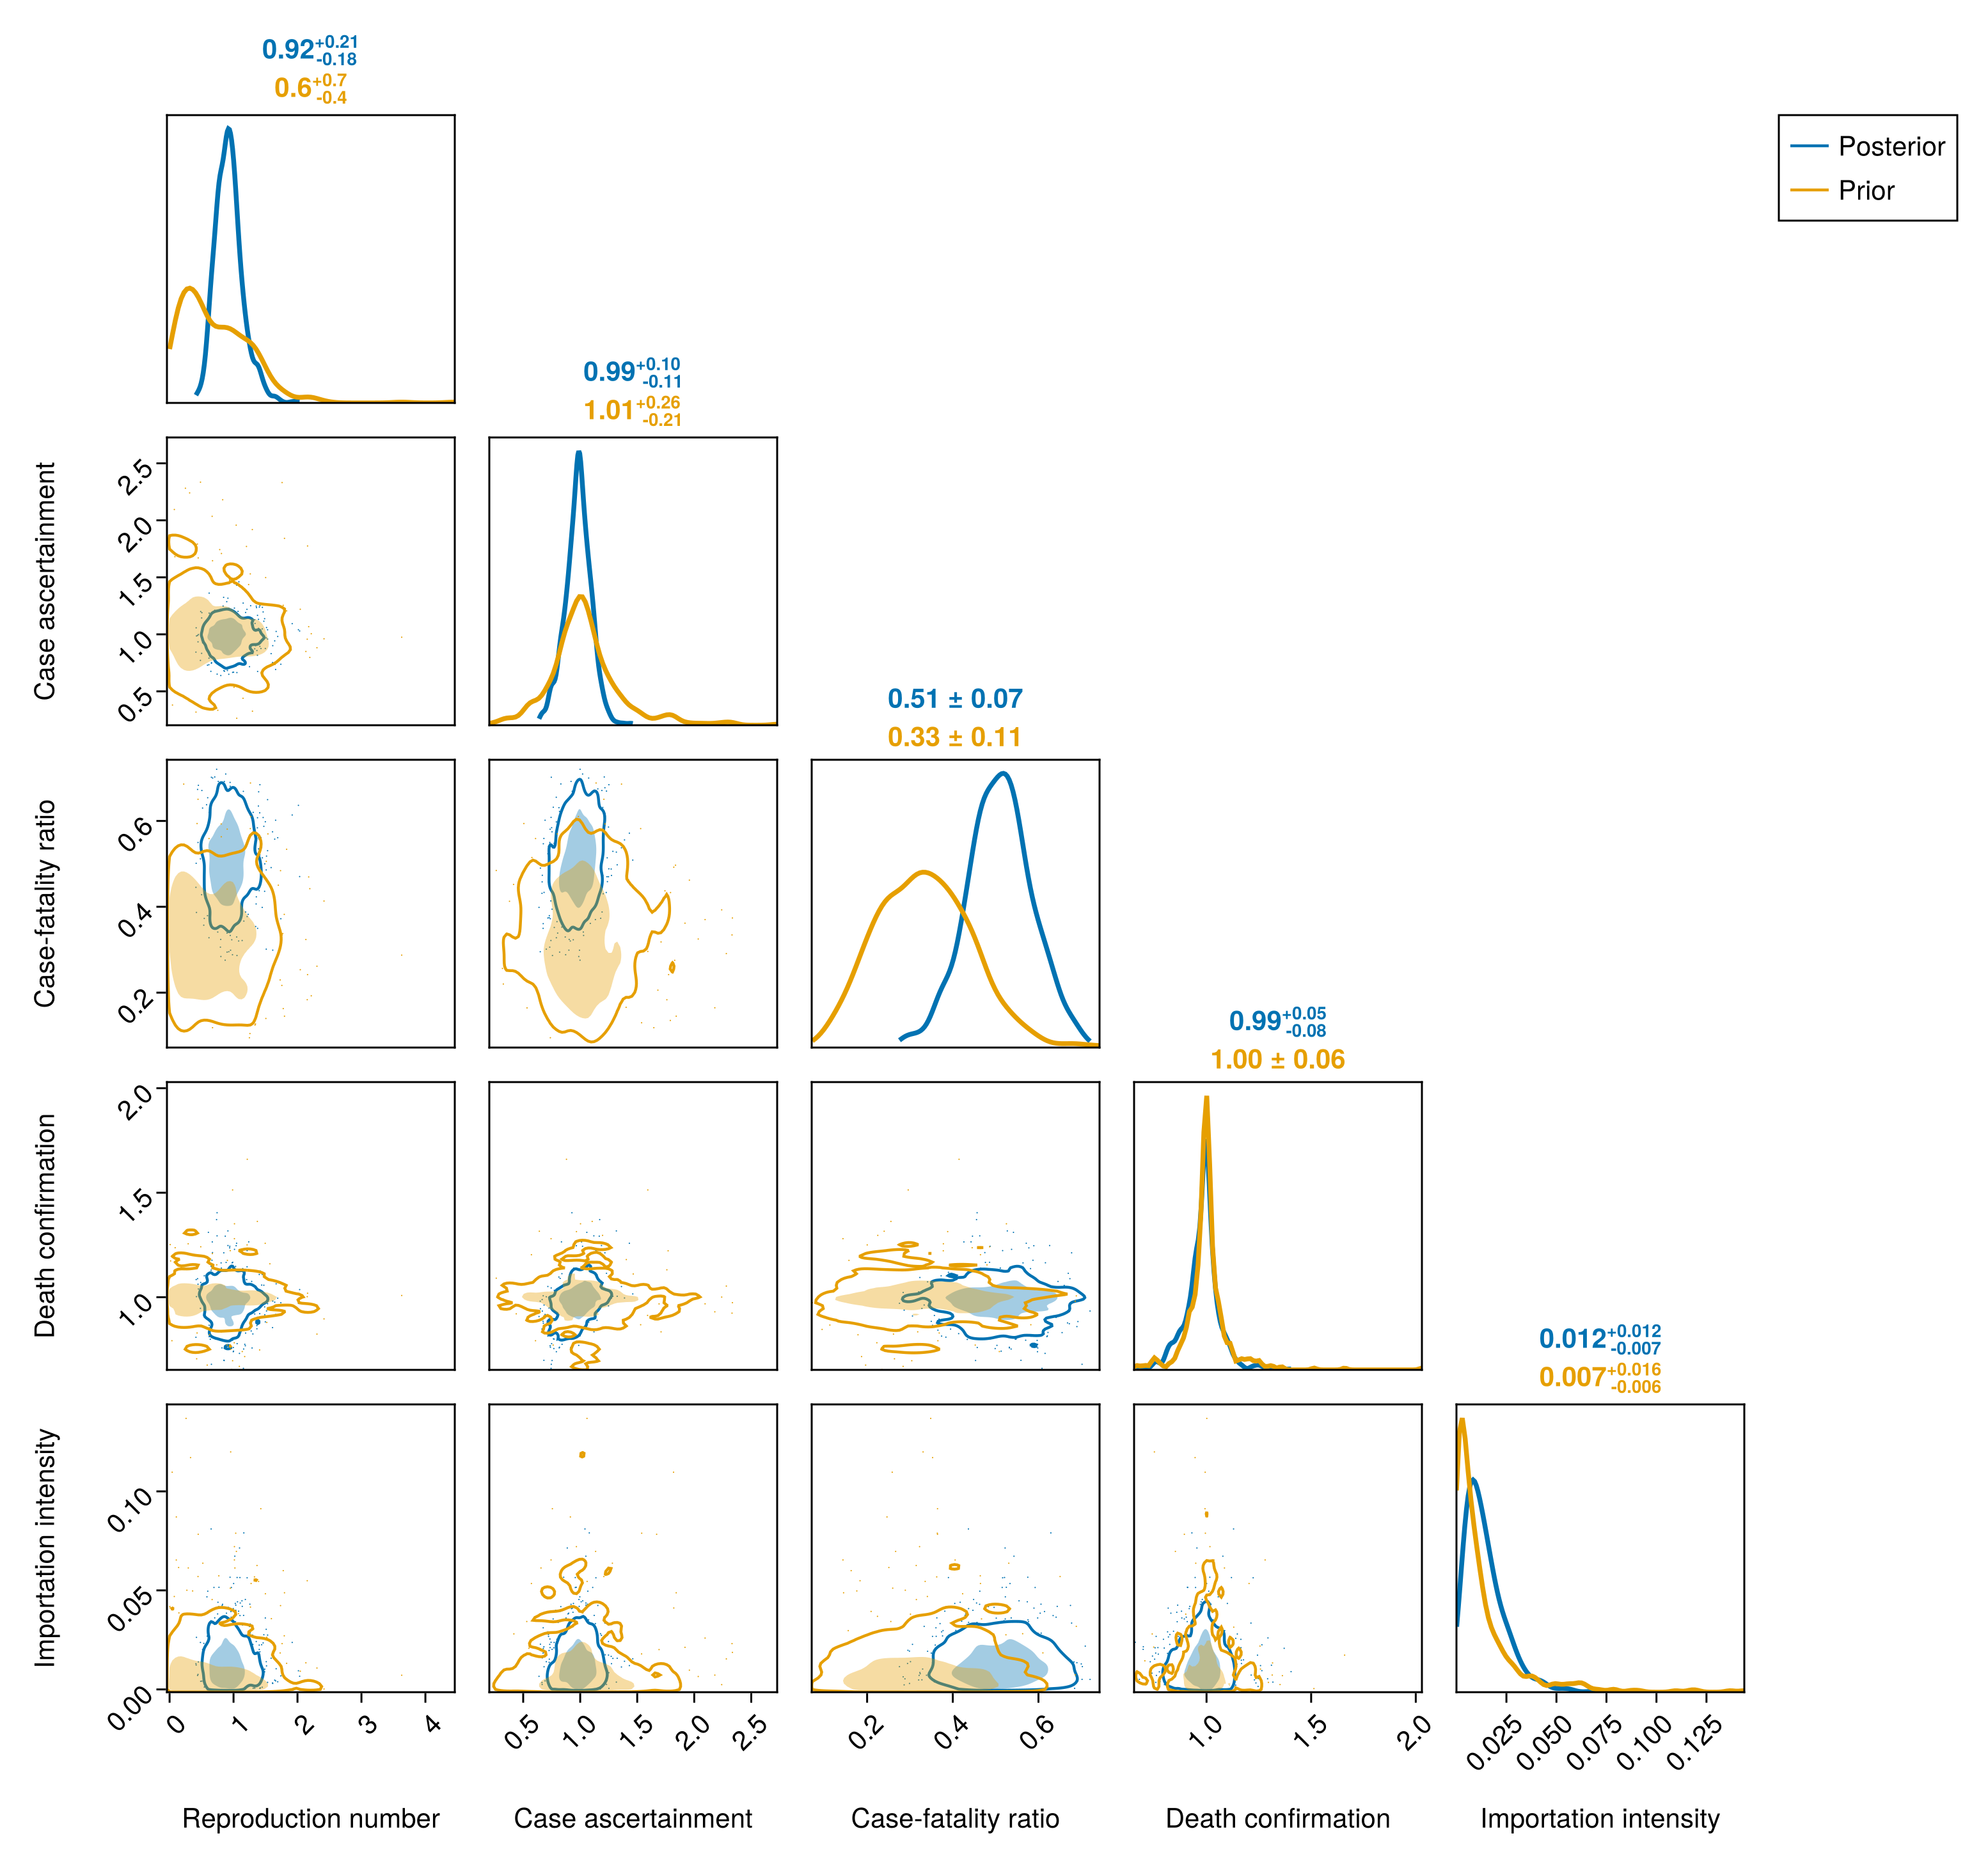 0.92+0.21-0.18
0.6+0.7-0.4
Posterior
Prior
0.99+0.10-0.11
1.01+0.26-0.21
Case ascertainment
2.5
2.0
1.5
1.0
0.5
0.51 ± 0.07
0.33 ± 0.11
Case-fatality ratio
0.6
0.4
0.2
0.99+0.05-0.08
1.00 ± 0.06
Death confirmation
2.0
1.5
1.0
0.012+0.012-0.007
0.007+0.016-0.006
Importation intensity
0.10
0.05
0.00
0 1 2 3 4
0.5 1.0 1.5 2.0 2.5
0.2 0.4 0.6
1.0 1.5 2.0
0.025 0.050 0.075 0.100 0.125
Reproduction number
Case ascertainment
Case-fatality ratio
Death confirmation
Importation intensity